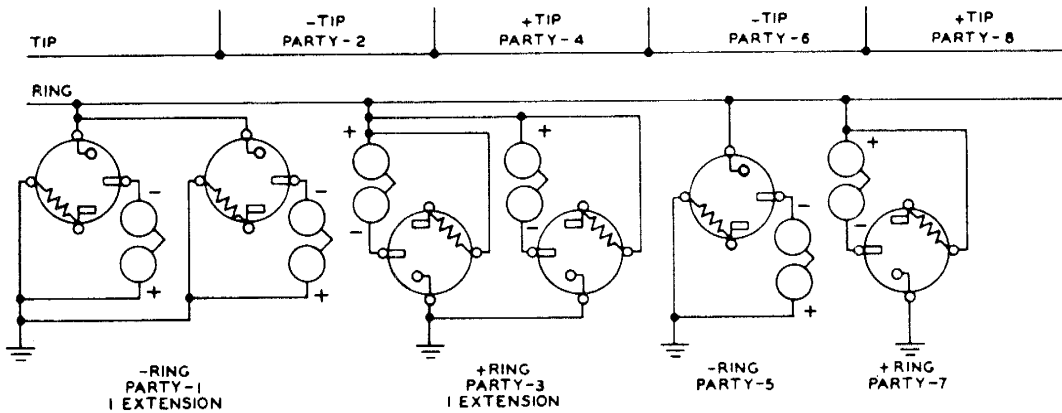 TIP
-TIP
PARTY-2
+TIP
PARTY-4
-TIP
PARTY-6
+TIP
PARTY-8
RING
+
+
+
-
-
-
-
-
-
+
+
+
-RING
PARTY-1
1 EXTENSION
+RING
PARTY-3
1 EXTENSION
-RING
PARTY-5
+RING
PARTY-7